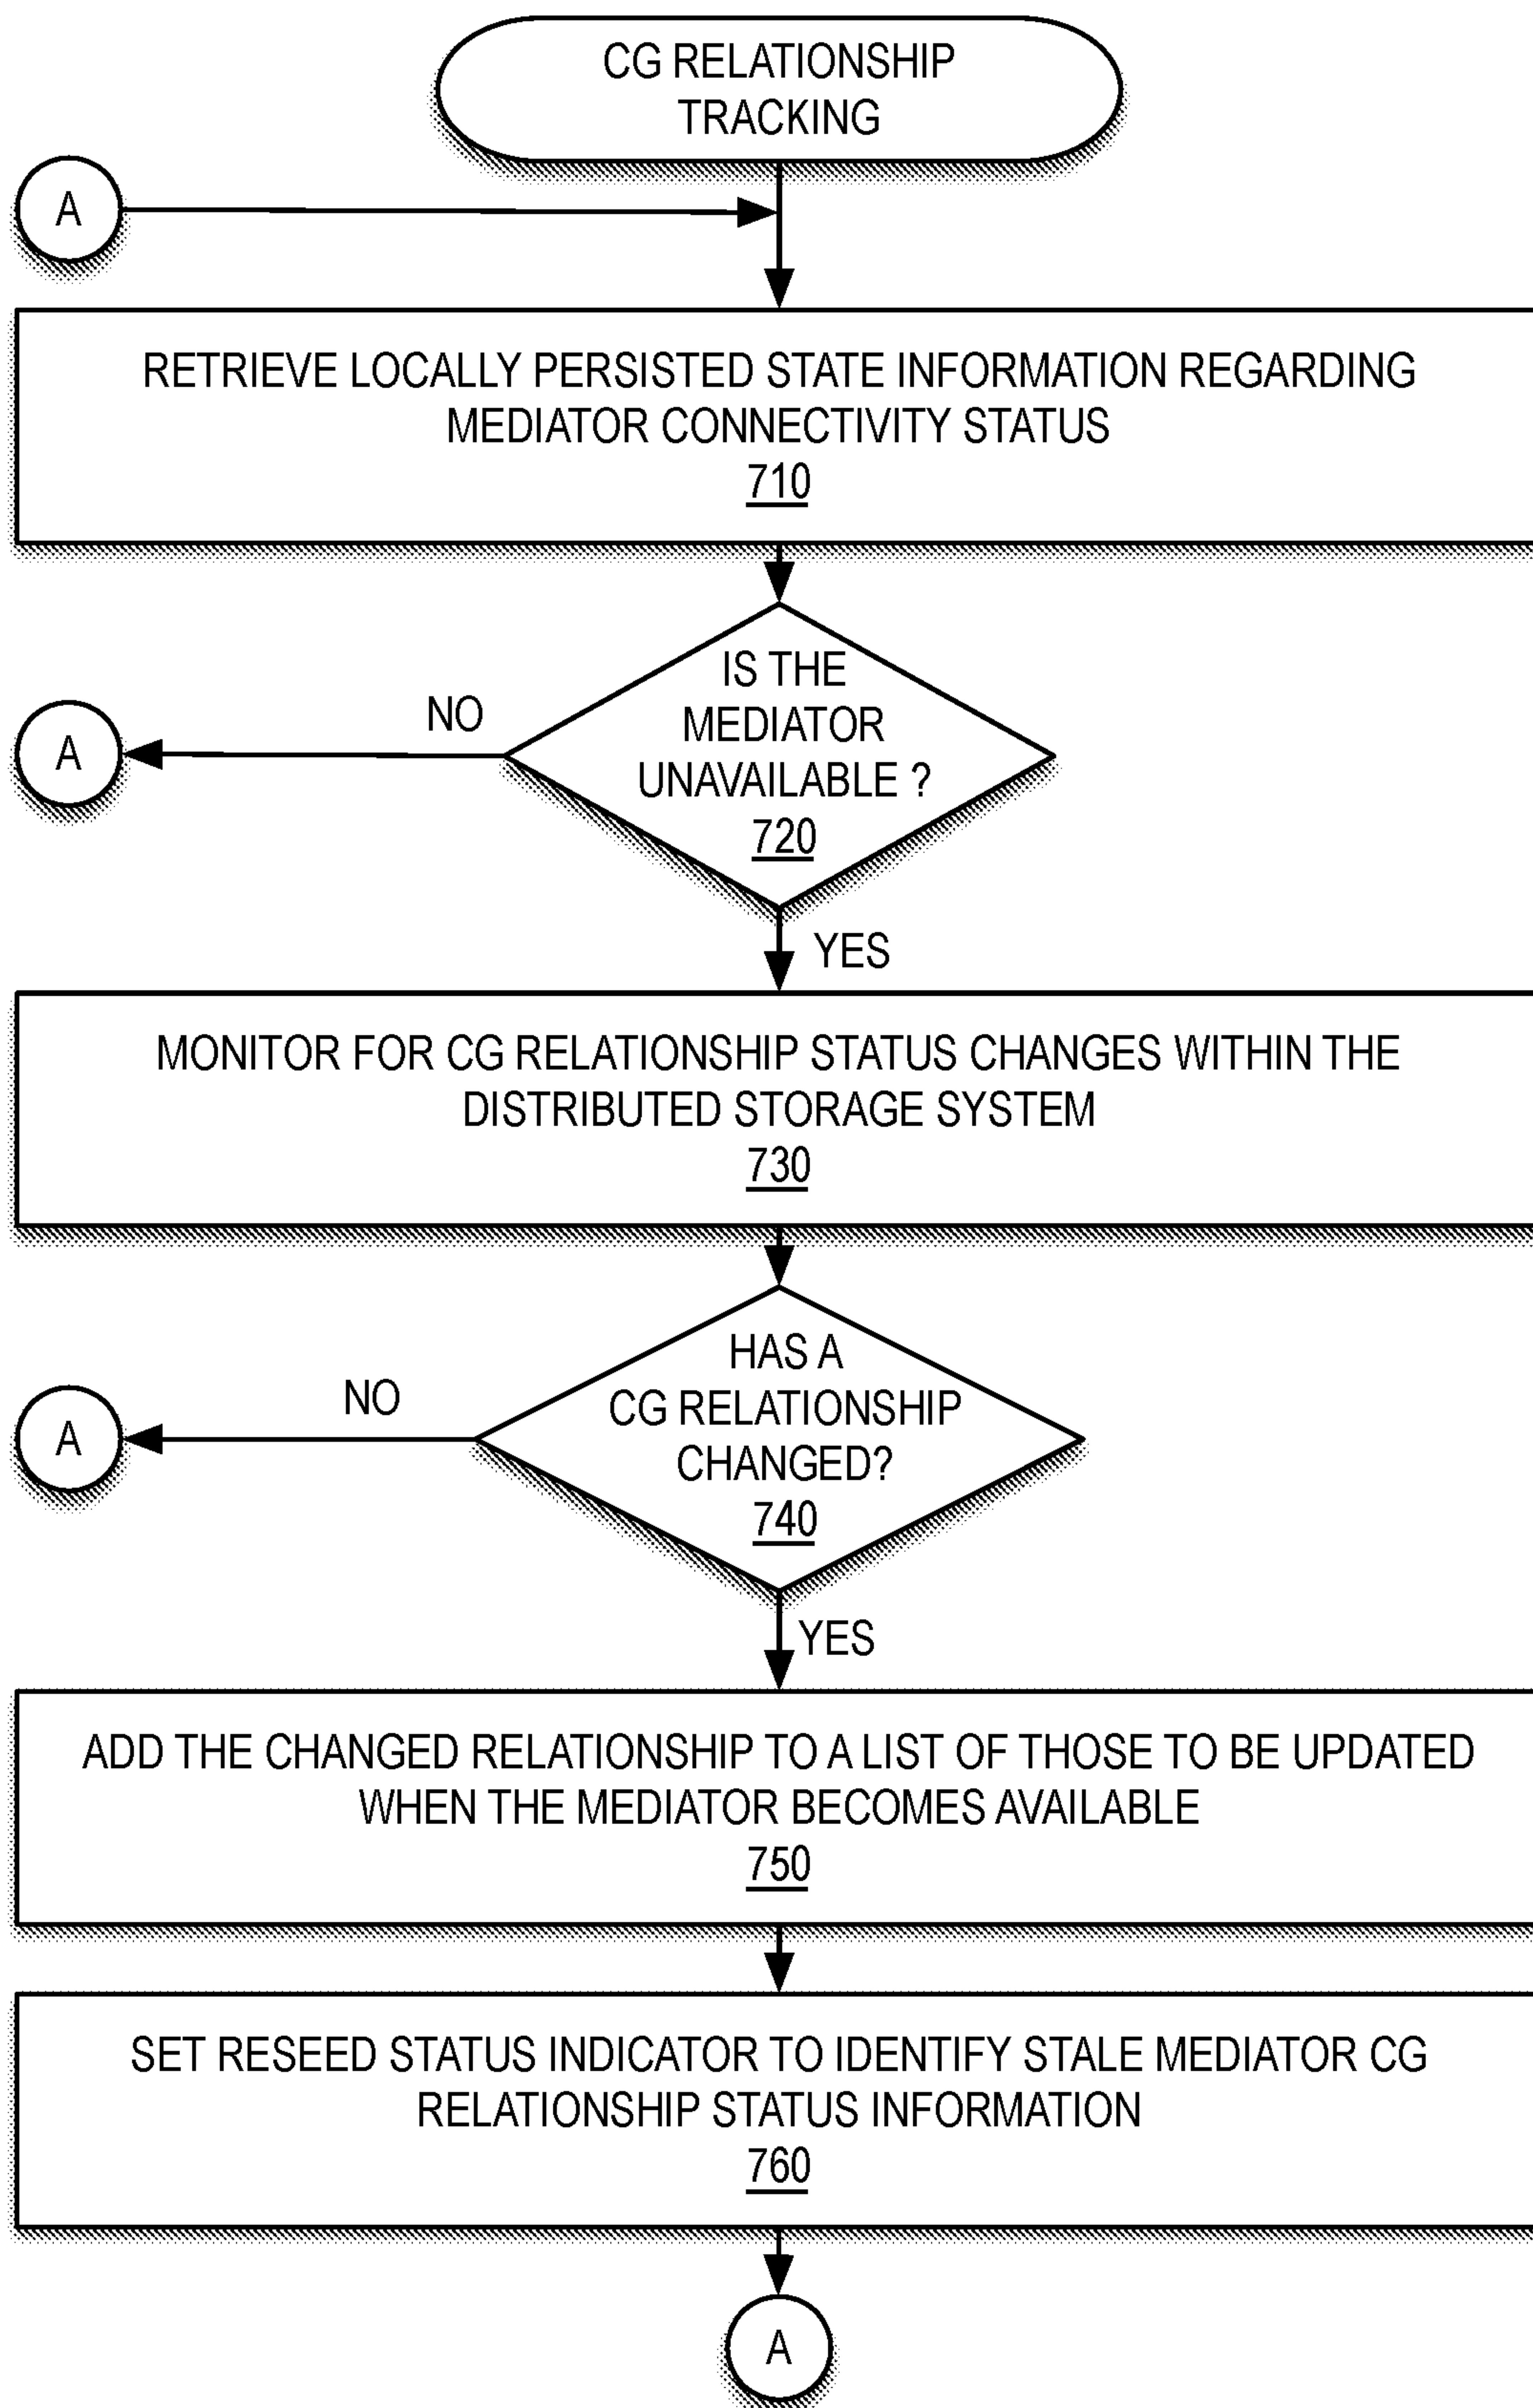 CG RELATIONSHIP
TRACKING
A
RETRIEVE LOCALLY PERSISTED STATE INFORMATION REGARDING
MEDIATOR CONNECTIVITY STATUS
710
IS THE
MEDIATOR
UNAVAILABLE ?
720
NO
A
YES
MONITOR FOR CG RELATIONSHIP STATUS CHANGES WITHIN THE
DISTRIBUTED STORAGE SYSTEM
730
HAS A
CG RELATIONSHIP
CHANGED?
740
NO
A
YES
ADD THE CHANGED RELATIONSHIP TO A LIST OF THOSE TO BE UPDATED
WHEN THE MEDIATOR BECOMES AVAILABLE
750
SET RESEED STATUS INDICATOR TO IDENTIFY STALE MEDIATOR CG
RELATIONSHIP STATUS INFORMATION
760
A